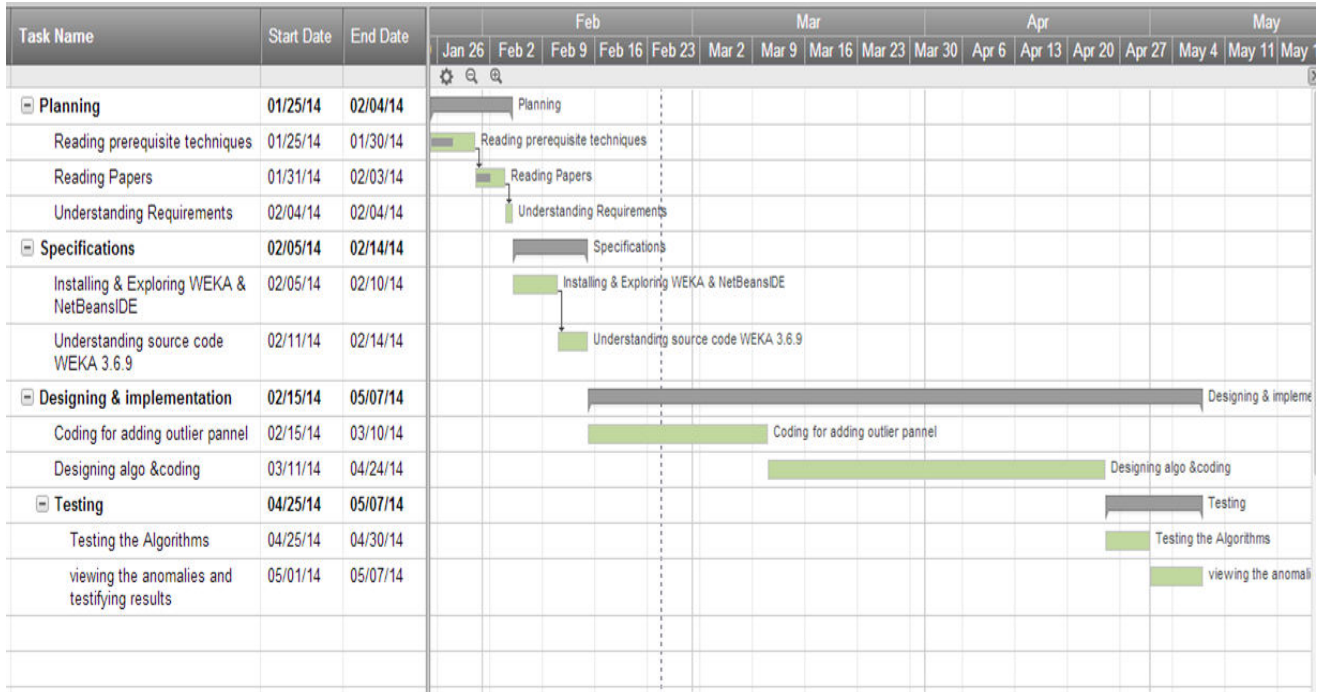 Task Name Start Date End Date Feb Mar Apr May
Jan 26 Feb 2 Feb 9 Feb 16 Feb 23 Mar 2 Mar 9 Mar 16 Mar 23 Mar 30 Apr 6 Apr 13 Apr 20 Apr 27 May 4 May 11 May
Planning 01/25/14 02/04/14 Planning
Reading prerequisite techniques 01/25/14 01/30/14 Reading prerequisite techniques
Reading Papers 01/31/14 02/03/14 Reading Papers
Understanding Requirements 02/04/14 02/04/14 Understanding Requirements
Specifications 02/05/14 02/14/14 Specifications
Installing & Exploring WEKA & 02/05/14 02/10/14 Installing & Exploring WEKA & NetBeansIDE
NetBeansIDE
Understanding source code 02/11/14 02/14/14 Understanding source code WEKA 3.6.9
WEKA 3.6.9
Designing & implementation 02/15/14 05/07/14 Designing & impleme
Coding for adding outlier pannel 02/15/14 03/10/14 Coding for adding outlier pannel
Designing algo &coding 03/11/14 04/24/14 Designing algo &coding
Testing 04/25/14 05/07/14 Testing
Testing the Algorithms 04/25/14 04/30/14 Testing the Algorithms
viewing the anomalies and 05/01/14 05/07/14 viewing the anomali
testifying results